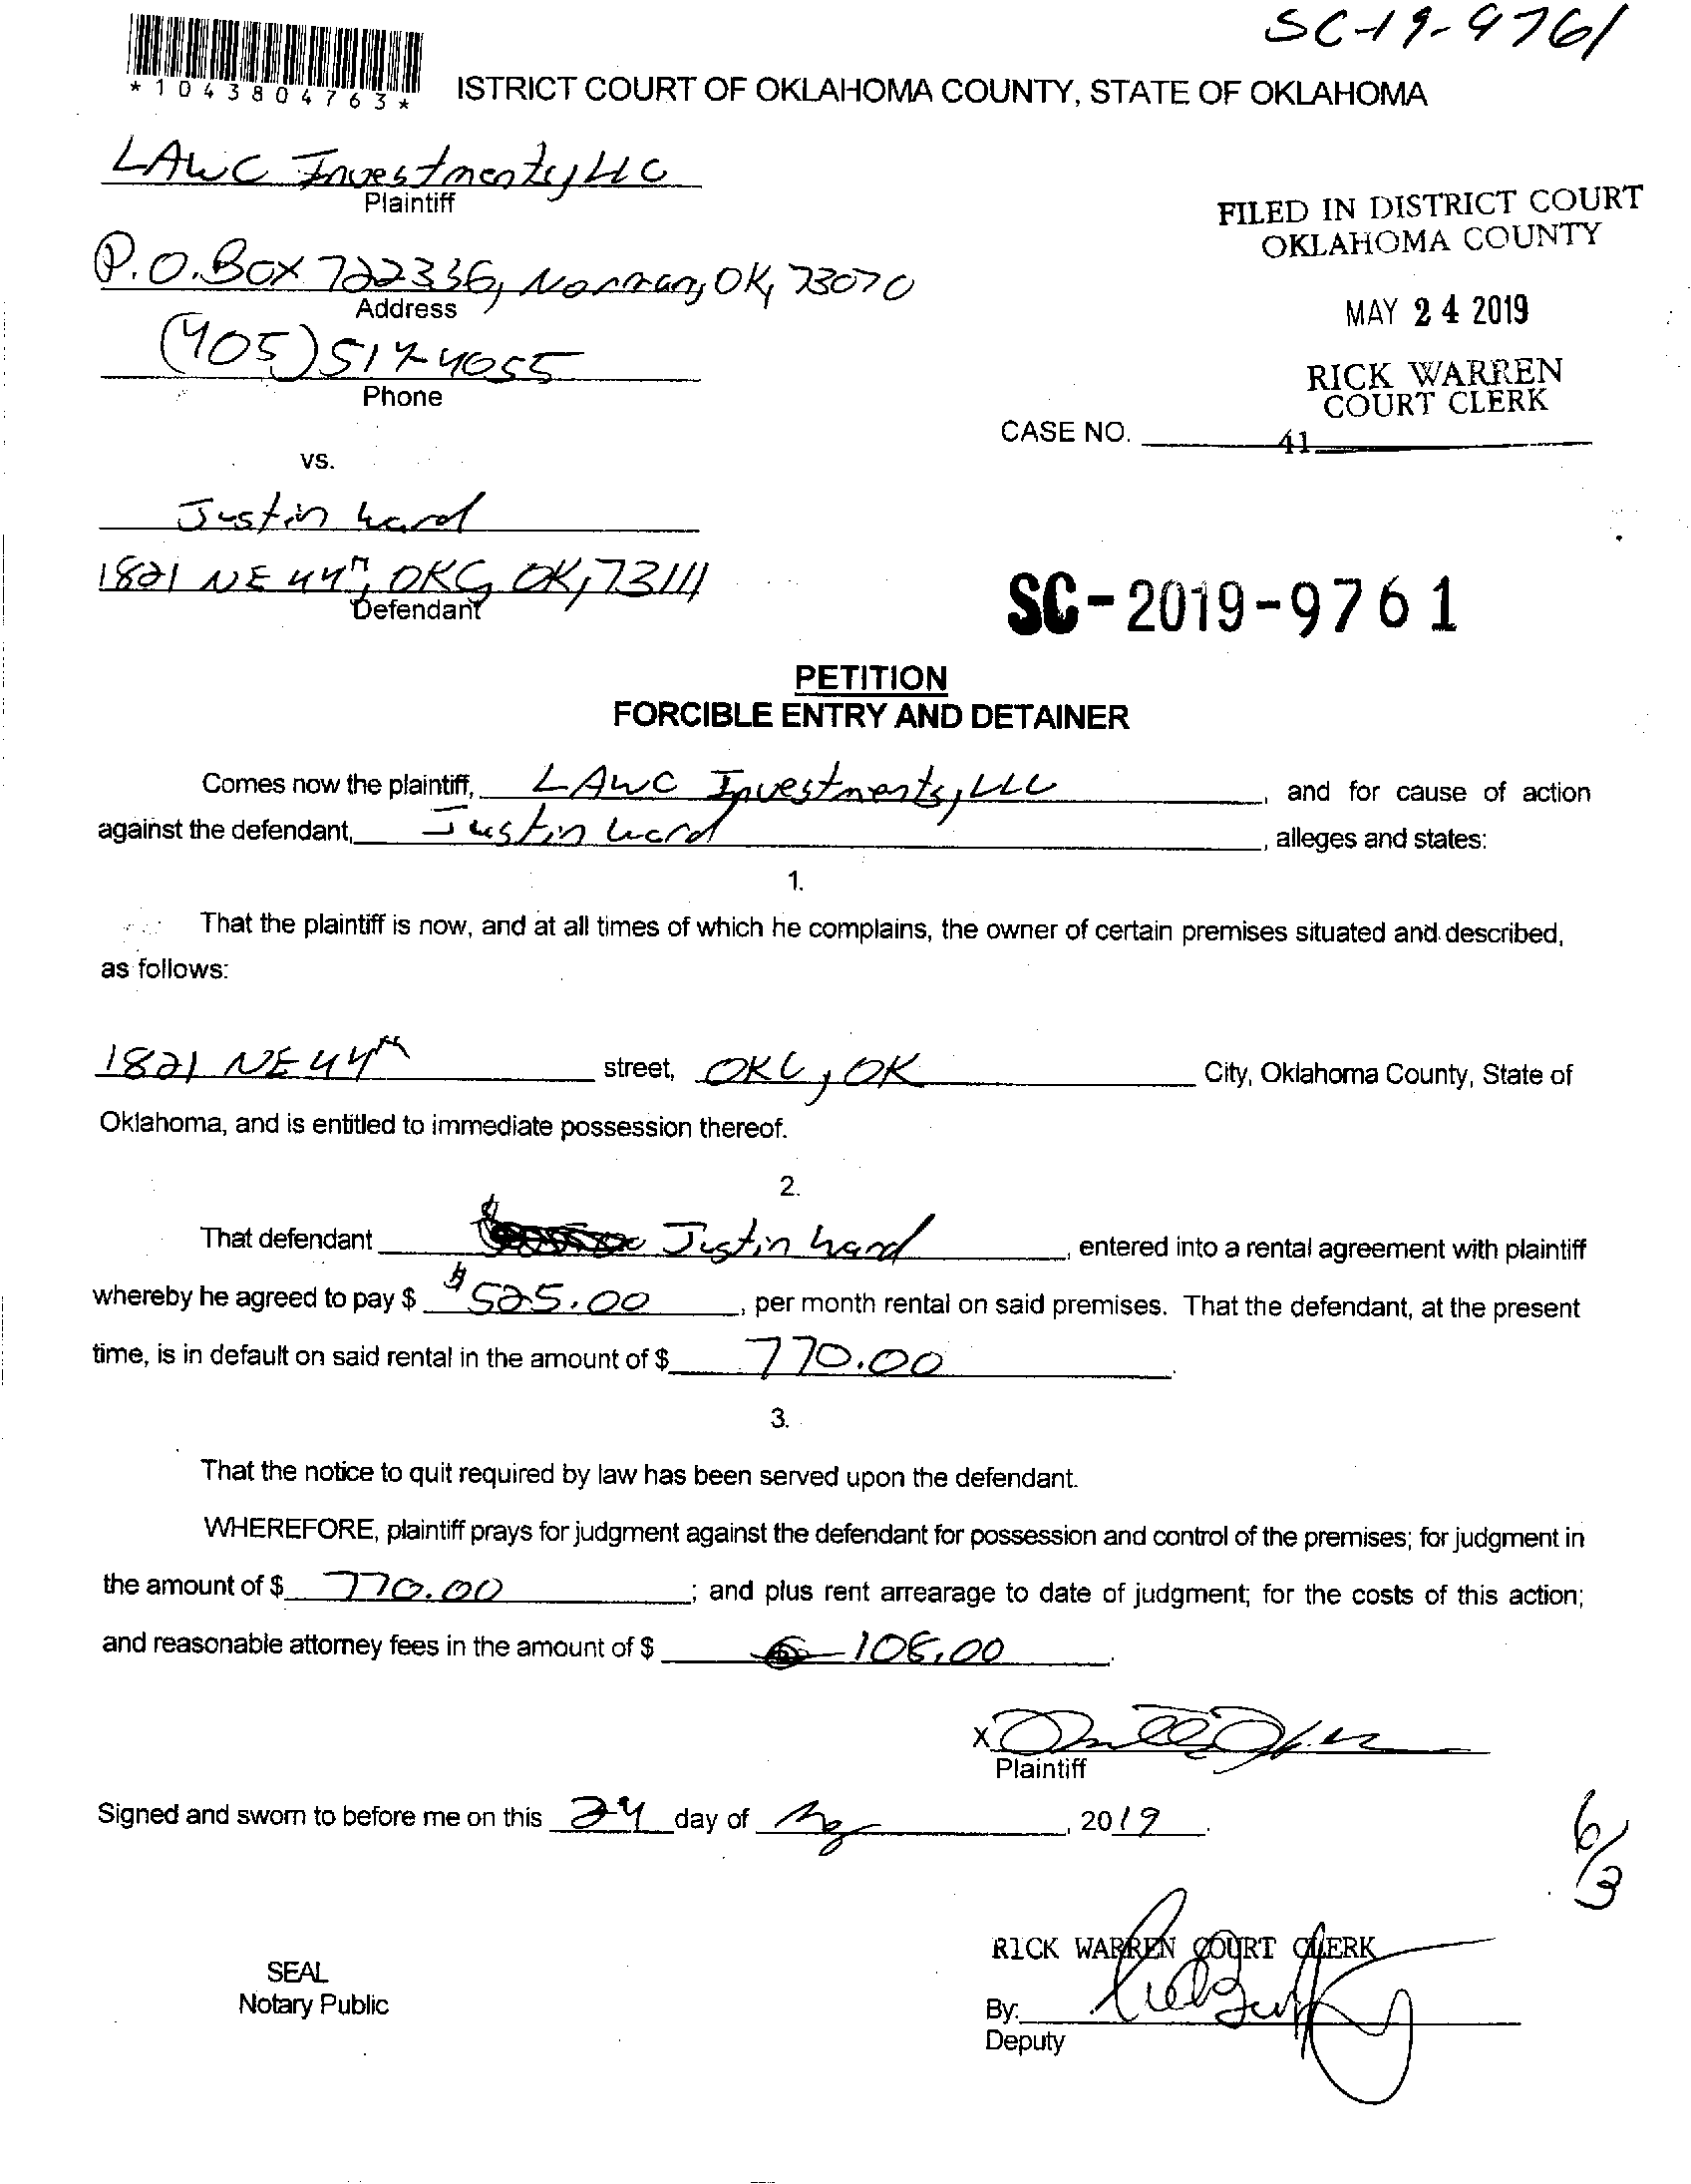 SC-19-9761
*1043804763*
ISTRICT COURT OF OKLAHOMA COUNTY, STATE OF OKLAHOMA
LAWC Investments, LLC
Plaintiff
FILED IN DISTRICT COURT
OKLAHOMA COUNTY
P.O. Box 722336, Norman, OK, 73070
Address
MAY 24 2019
(405) 517-4055
Phone
RICK WARREN
COURT CLERK
CASE NO. 41
vs.
Justin Ward
1821 NE 44th, OKC, OK, 73111
Defendant
SC-2019-9761
PETITION
FORCIBLE ENTRY AND DETAINER
Comes now the plaintiff, LAWC Investments, LLC, and for cause of action
against the defendant, Justin Ward, alleges and states:
1.
That the plaintiff is now, and at all times of which he complains, the owner of certain premises situated and described,
as follows:
1821 NE 44th street, OKC, OK City, Oklahoma County, State of
Oklahoma, and is entitled to immediate possession thereof.
2.
That defendant Justin Ward, entered into a rental agreement with plaintiff
whereby he agreed to pay $ $525.00, per month rental on said premises. That the defendant, at the present
time, is in default on said rental in the amount of $ 770.00.
3.
That the notice to quit required by law has been served upon the defendant.
WHEREFORE, plaintiff prays for judgment against the defendant for possession and control of the premises; for judgment in
the amount of $ 770.00; and plus rent arrearage to date of judgment; for the costs of this action;
and reasonable attorney fees in the amount of $ .
X
Plaintiff
Signed and sworn to before me on this 24 day of May, 2019.
6/3
RICK WARREN COURT CLERK
SEAL
Notary Public
By:
Deputy